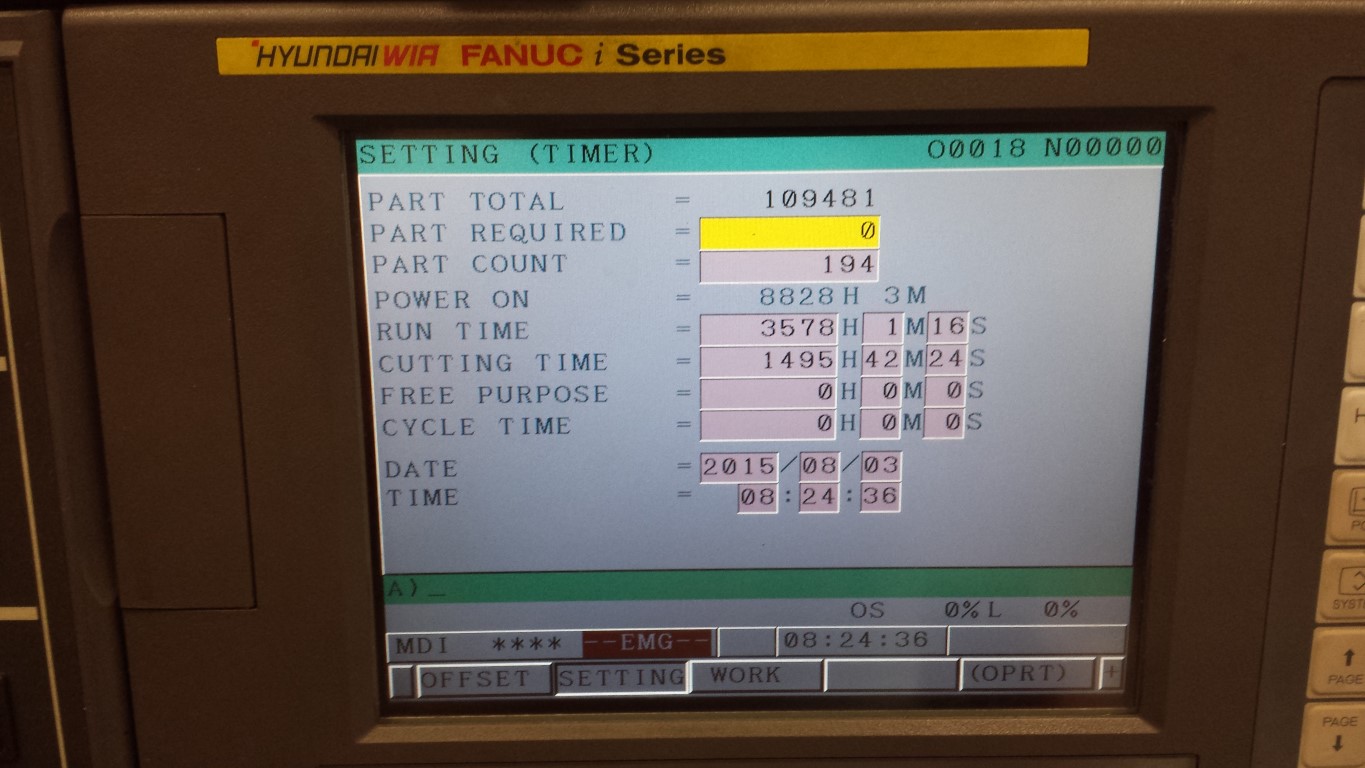 HYUNDAI WIA FANUC i Series
SETTING (TIMER) O0018 N00000
PART TOTAL = 109481
PART REQUIRED = 0
PART COUNT = 194
POWER ON = 8828H 3M
RUN TIME = 3578H 1M16S
CUTTING TIME = 1495H42M24S
FREE PURPOSE = 0H 0M 0S
CYCLE TIME = 0H 0M 0S
DATE = 2015/08/03
TIME = 08:24:36
A)_
OS 0% L 0%
MDI **** --EMG-- 08:24:36
OFFSET SETTING WORK (OPRT) +
PAGE
PAGE